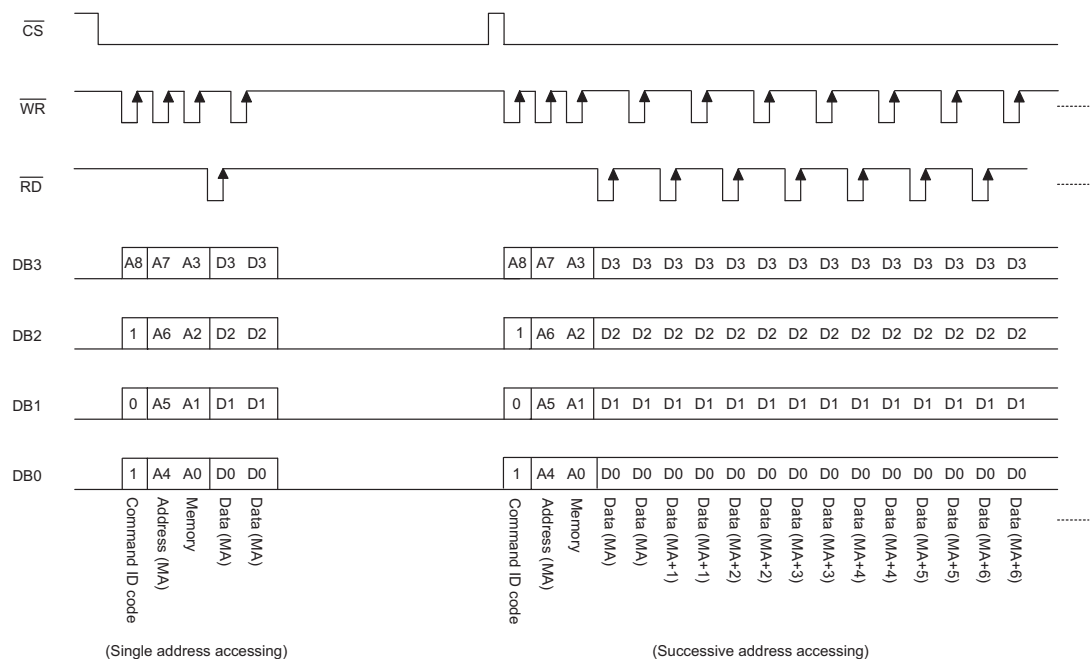 CS
WR
RD
DB3 A8 A7 A3 D3 D3 A8 A7 A3 D3 D3 D3 D3 D3 D3 D3 D3 D3 D3 D3 D3 D3 D3
DB2 1 A6 A2 D2 D2 1 A6 A2 D2 D2 D2 D2 D2 D2 D2 D2 D2 D2 D2 D2 D2 D2
DB1 0 A5 A1 D1 D1 0 A5 A1 D1 D1 D1 D1 D1 D1 D1 D1 D1 D1 D1 D1 D1 D1
DB0 1 A4 A0 D0 D0 1 A4 A0 D0 D0 D0 D0 D0 D0 D0 D0 D0 D0 D0 D0 D0 D0
Command ID code
Address (MA)
Memory
Data (MA)
Data (MA)
Command ID code
Address (MA)
Memory
Data (MA)
Data (MA)
Data (MA+1)
Data (MA+1)
Data (MA+2)
Data (MA+2)
Data (MA+3)
Data (MA+3)
Data (MA+4)
Data (MA+4)
Data (MA+5)
Data (MA+5)
Data (MA+6)
Data (MA+6)
(Single address accessing)
(Successive address accessing)